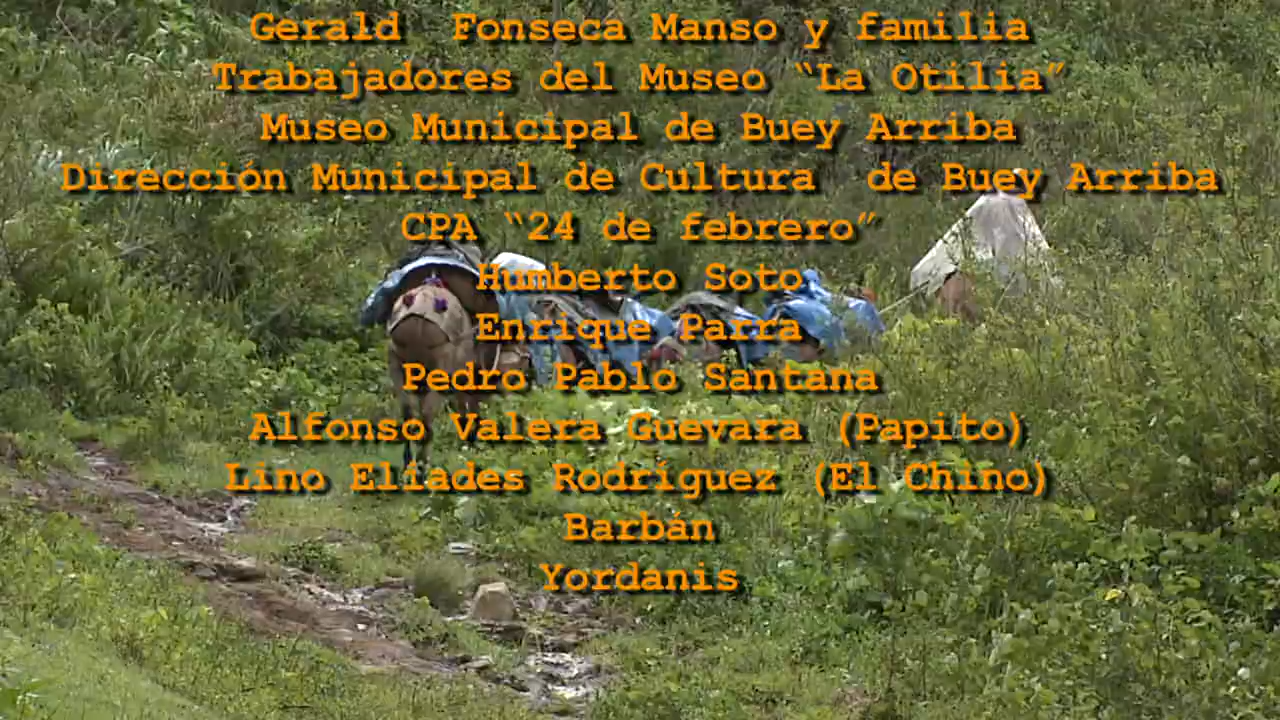 Gerald  Fonseca Manso y familia
Trabajadores del Museo “La Otilia”
Museo Municipal de Buey Arriba
Dirección Municipal de Cultura  de Buey Arriba
CPA “24 de febrero”
Humberto Soto
Enrique Parra
Pedro Pablo Santana
Alfonso Valera Guevara (Papito)
Lino Elíades Rodríguez (El Chino)
Barbán
Yordanis